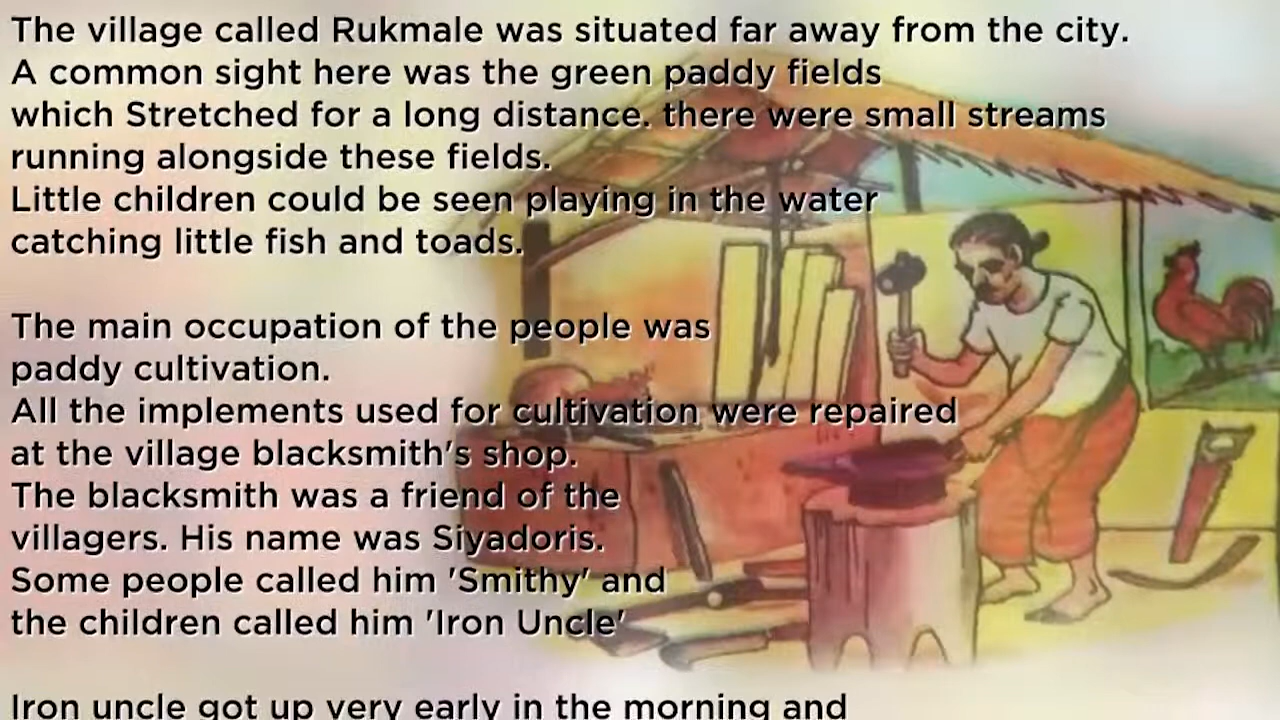 The village called Rukmale was situated far away from the city.
A common sight here was the green paddy fields
which Stretched for a long distance. there were small streams
running alongside these fields.
Little children could be seen playing in the water
catching little fish and toads.
The main occupation of the people was
paddy cultivation.
All the implements used for cultivation were repaired
at the village blacksmith's shop.
The blacksmith was a friend of the
villagers. His name was Siyadoris.
Some people called him 'Smithy' and
the children called him 'Iron Uncle'
Iron uncle got up very early in the morning and